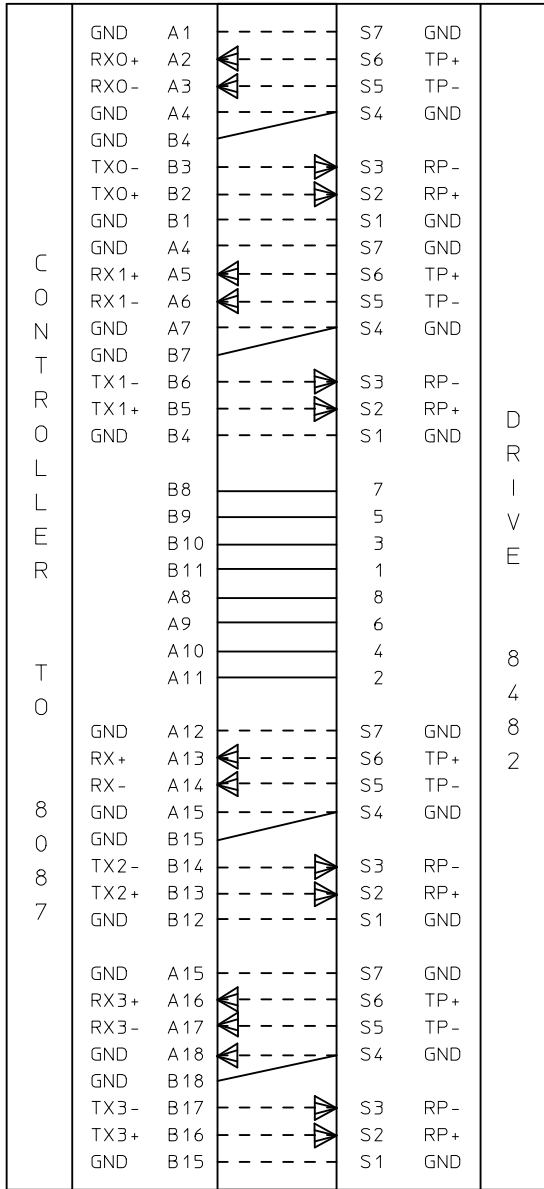 CONTROLLER TO 8087
GND A1 S7 GND
RX0+ A2 S6 TP+
RX0- A3 S5 TP-
GND A4 S4 GND
GND B4
TX0- B3 S3 RP-
TX0+ B2 S2 RP+
GND B1 S1 GND
GND A4 S7 GND
RX1+ A5 S6 TP+
RX1- A6 S5 TP-
GND A7 S4 GND
GND B7
TX1- B6 S3 RP-
TX1+ B5 S2 RP+
GND B4 S1 GND
B8 7
B9 5
B10 3
B11 1
A8 8
A9 6
A10 4
A11 2
GND A12 S7 GND
RX+ A13 S6 TP+
RX- A14 S5 TP-
GND A15 S4 GND
GND B15
TX2- B14 S3 RP-
TX2+ B13 S2 RP+
GND B12 S1 GND
GND A15 S7 GND
RX3+ A16 S6 TP+
RX3- A17 S5 TP-
GND A18 S4 GND
GND B18
TX3- B17 S3 RP-
TX3+ B16 S2 RP+
GND B15 S1 GND
DRIVE 8482